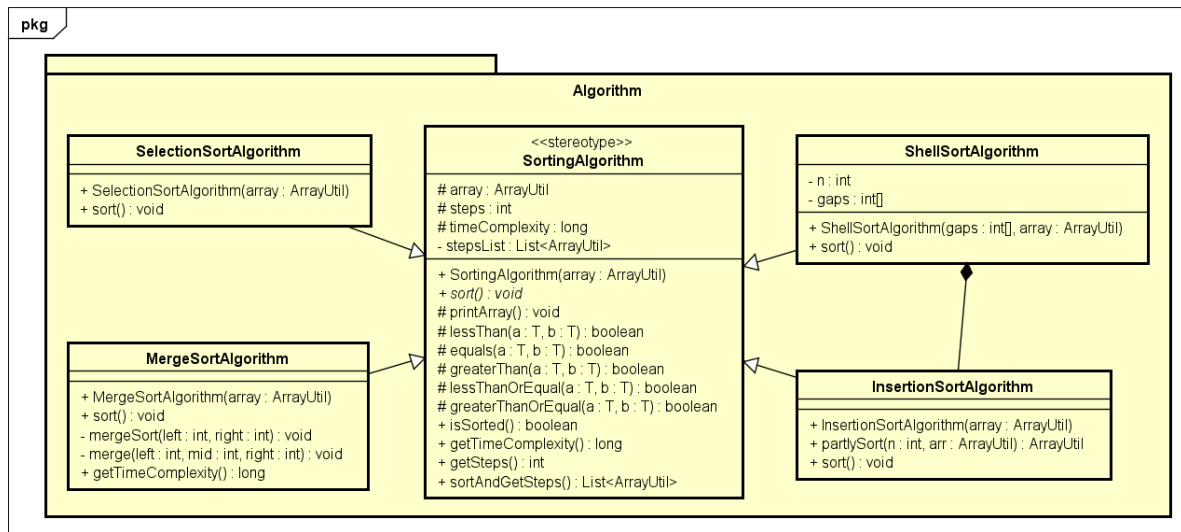 pkg
Algorithm
SelectionSortAlgorithm
+ SelectionSortAlgorithm(array : ArrayUtil)
+ sort() : void
MergeSortAlgorithm
+ MergeSortAlgorithm(array : ArrayUtil)
+ sort() : void
- mergeSort(left : int, right : int) : void
- merge(left : int, mid : int, right : int) : void
+ getTimeComplexity() : long
<<stereotype>>
SortingAlgorithm
# array : ArrayUtil
# steps : int
# timeComplexity : long
- stepsList : List<ArrayUtil>
+ SortingAlgorithm(array : ArrayUtil)
+ sort() : void
# printArray() : void
# lessThan(a : T, b : T) : boolean
# equals(a : T, b : T) : boolean
# greaterThan(a : T, b : T) : boolean
# lessThanOrEqual(a : T, b : T) : boolean
# greaterThanOrEqual(a : T, b : T) : boolean
+ isSorted() : boolean
+ getTimeComplexity() : long
+ getSteps() : int
+ sortAndGetSteps() : List<ArrayUtil>
ShellSortAlgorithm
- n : int
- gaps : int[]
+ ShellSortAlgorithm(gaps : int[], array : ArrayUtil)
+ sort() : void
InsertionSortAlgorithm
+ InsertionSortAlgorithm(array : ArrayUtil)
+ partlySort(n : int, arr : ArrayUtil) : ArrayUtil
+ sort() : void